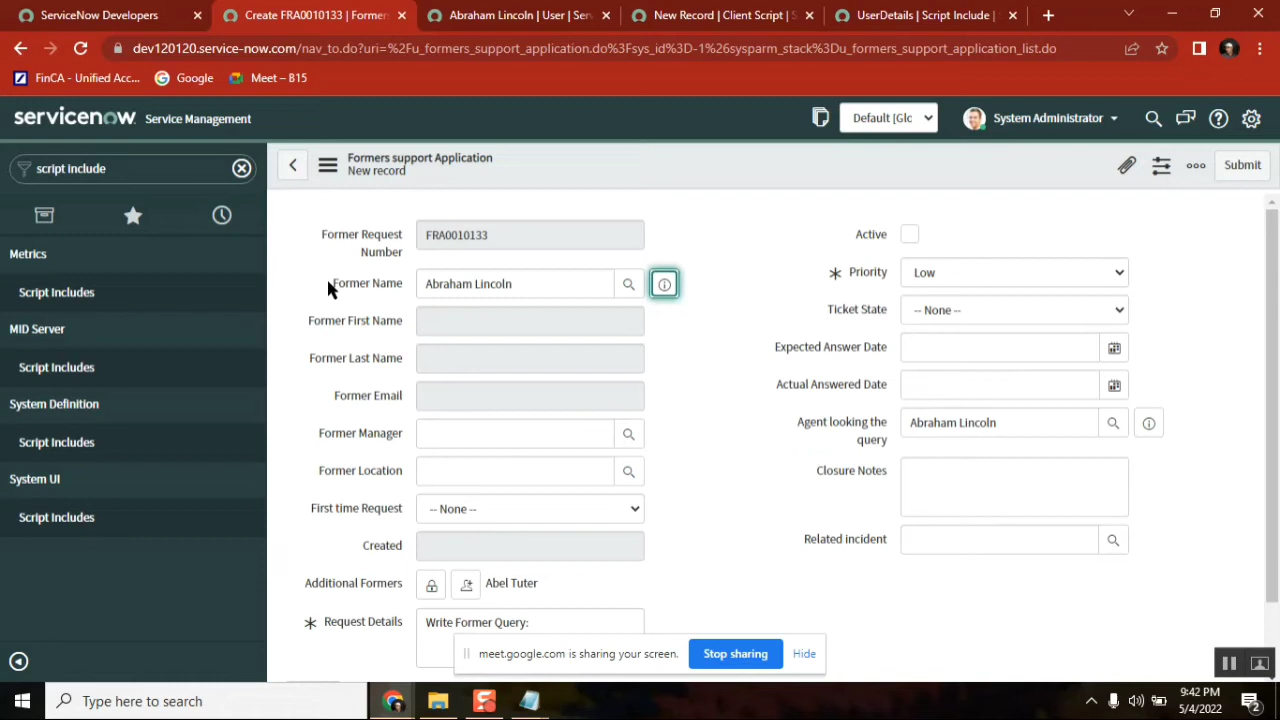 ServiceNow Developers
Create FRA0010133 | Formers
Abraham Lincoln | User | Serv
New Record | Client Script | S
UserDetails | Script Include |
dev120120.service-now.com/nav_to.do?uri=%2Fu_formers_support_application.do%3Fsys_id%3D-1%26sysparm_stack%3Du_formers_support_application_list.do
FinCA - Unified Acc...
Google
Meet – B15
servicenow
Service Management
Default [Glc
System Administrator
script include
Formers support Application
New record
Submit
Metrics
Script Includes
MID Server
Script Includes
System Definition
Script Includes
System UI
Script Includes
Former Request
Number
FRA0010133
Former Name
Abraham Lincoln
Former First Name
Former Last Name
Former Email
Former Manager
Former Location
First time Request
-- None --
Created
Additional Formers
Abel Tuter
Request Details
Write Former Query:
Active
Priority
Low
Ticket State
-- None --
Expected Answer Date
Actual Answered Date
Agent looking the
query
Abraham Lincoln
Closure Notes
Related incident
meet.google.com is sharing your screen.
Stop sharing
Hide
Type here to search
9:42 PM
5/4/2022
2